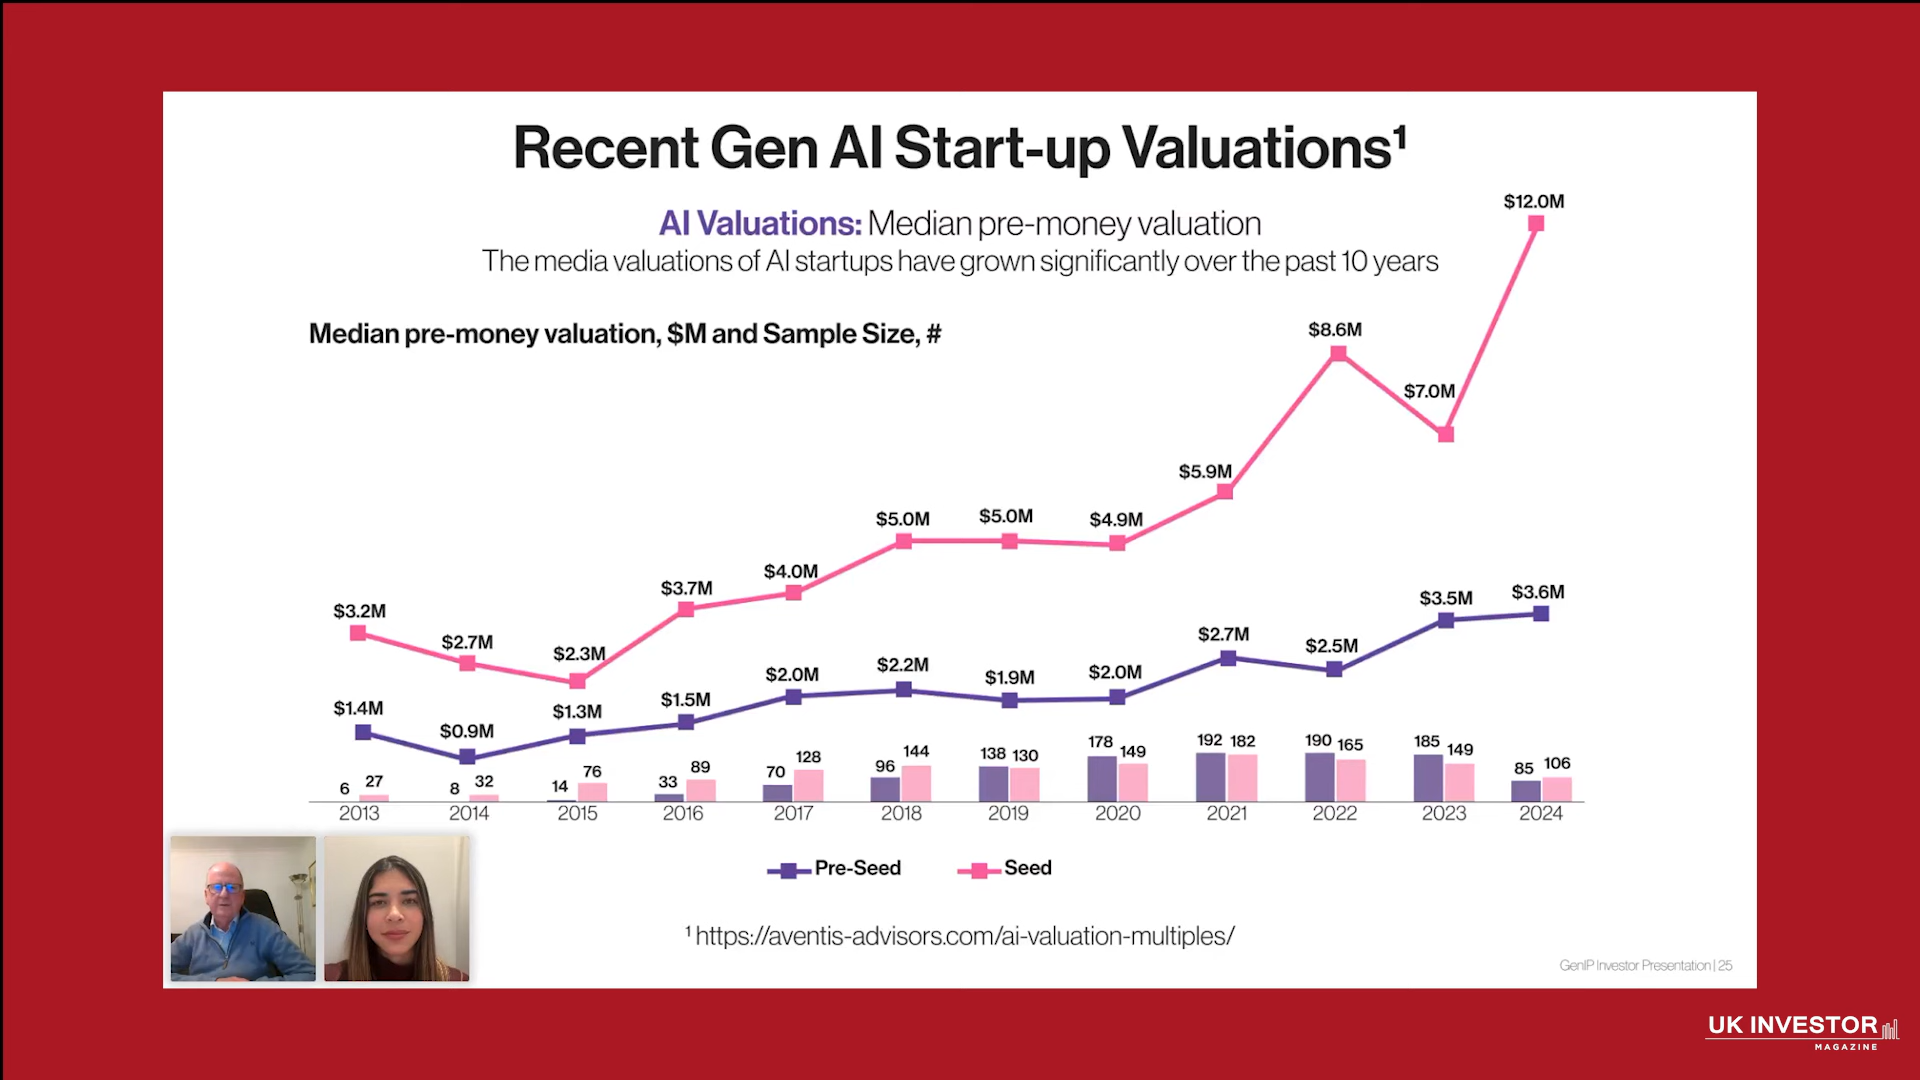 Recent Gen AI Start-up Valuations¹
AI Valuations: Median pre-money valuation
The media valuations of AI startups have grown significantly over the past 10 years
Median pre-money valuation, $M and Sample Size, #
$3.2M $2.7M $2.3M $3.7M $4.0M $5.0M $5.0M $4.9M $5.9M $8.6M $7.0M $12.0M
$1.4M $0.9M $1.3M $1.5M $2.0M $2.2M $1.9M $2.0M $2.7M $2.5M $3.5M $3.6M
6 27 8 32 14 76 33 89 70 128 96 144 138 130 178 149 192 182 190 165 185 149 85 106
2013 2014 2015 2016 2017 2018 2019 2020 2021 2022 2023 2024
Pre-Seed Seed
¹ https://aventis-advisors.com/ai-valuation-multiples/
GenIP Investor Presentation | 25
UK INVESTOR
MAGAZINE